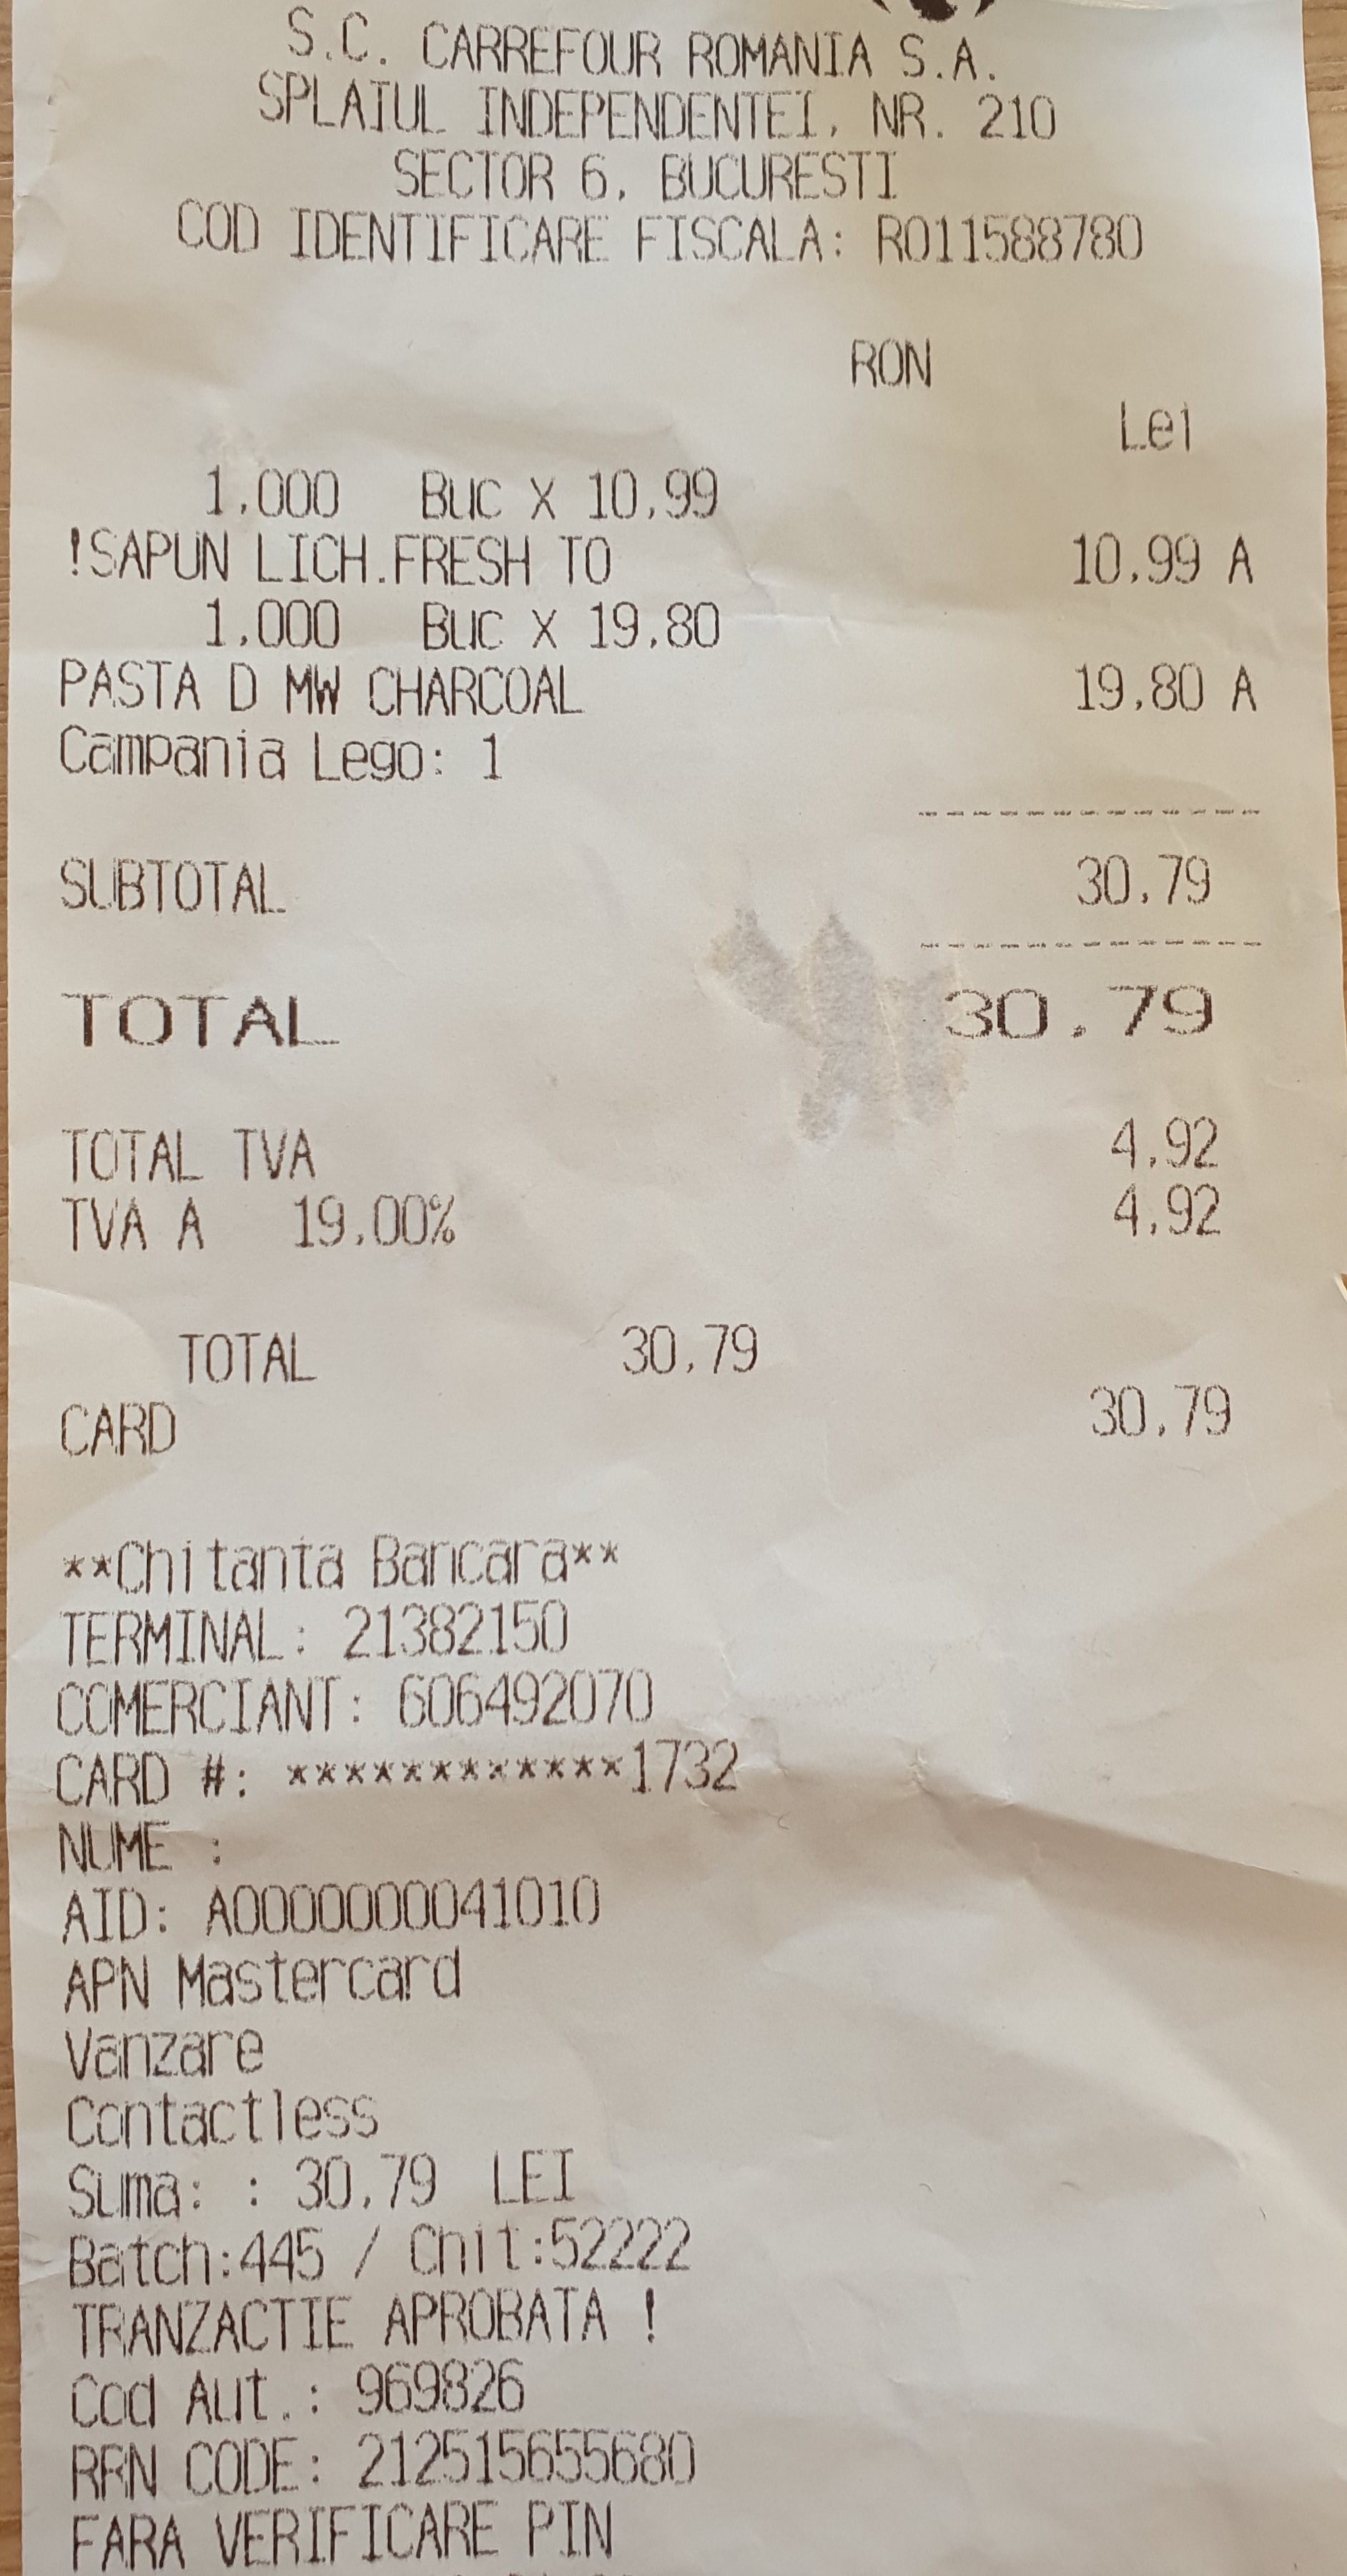 S.C. CARREFOUR ROMANIA S.A.
SPLAIUL INDEPENDENTEI, NR. 210
SECTOR 6, BUCURESTI
COD IDENTIFICARE FISCALA: RO11588780
RON
Lei
1,000 Buc X 10,99
!SAPUN LICH.FRESH TO 10,99 A
1,000 Buc X 19,80
PASTA D MW CHARCOAL 19,80 A
Campania Lego: 1
SUBTOTAL 30,79
TOTAL 30.79
TOTAL TVA 4,92
TVA A 19,00% 4,92
TOTAL 30,79
CARD 30,79
**Chitanta Bancara**
TERMINAL: 21382150
COMERCIANT: 606492070
CARD #: ************1732
NUME :
AID: A0000000041010
APN Mastercard
Vanzare
Contactless
Suma: : 30,79 LEI
Batch:445 / Chit:52222
TRANZACTIE APROBATA !
Cod Aut.: 969826
RRN CODE: 212515655680
FARA VERIFICARE PIN